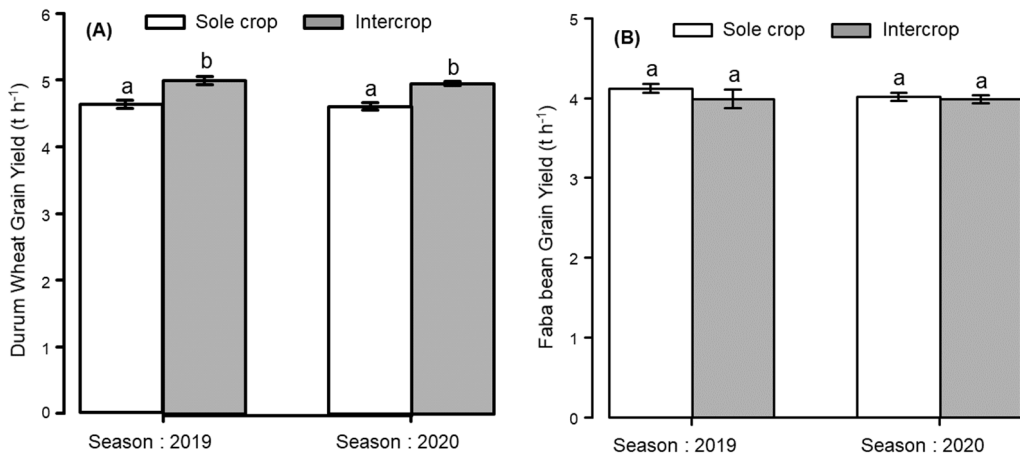 (A) Sole crop Intercrop
Durum Wheat Grain Yield (t h⁻¹)
6
5
4
3
2
1
0
a
b
a
b
Season : 2019
Season : 2020
(B) Sole crop Intercrop
Faba bean Grain Yield (t h⁻¹)
5
4
3
2
1
0
a
a
a
a
Season : 2019
Season : 2020